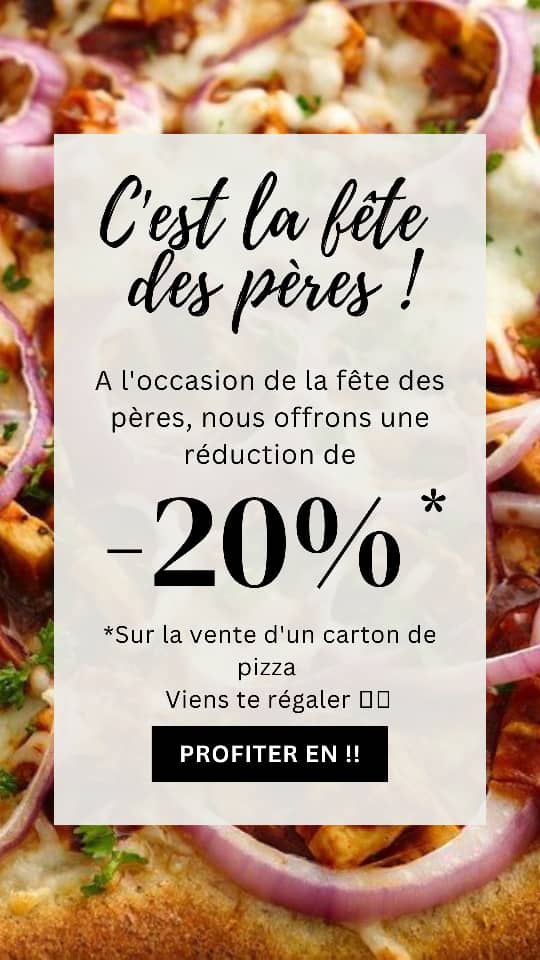 C'est la fête
des pères !
A l'occasion de la fête des
pères, nous offrons une
réduction de
-20% *
*Sur la vente d'un carton de
pizza
Viens te régaler
PROFITER EN !!